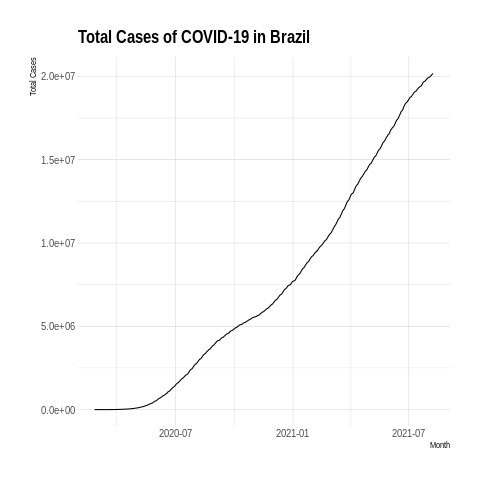 Total Cases of COVID-19 in Brazil
Total Cases
2.0e+07
1.5e+07
1.0e+07
5.0e+06
0.0e+00
2020-07 2021-01 2021-07
Month